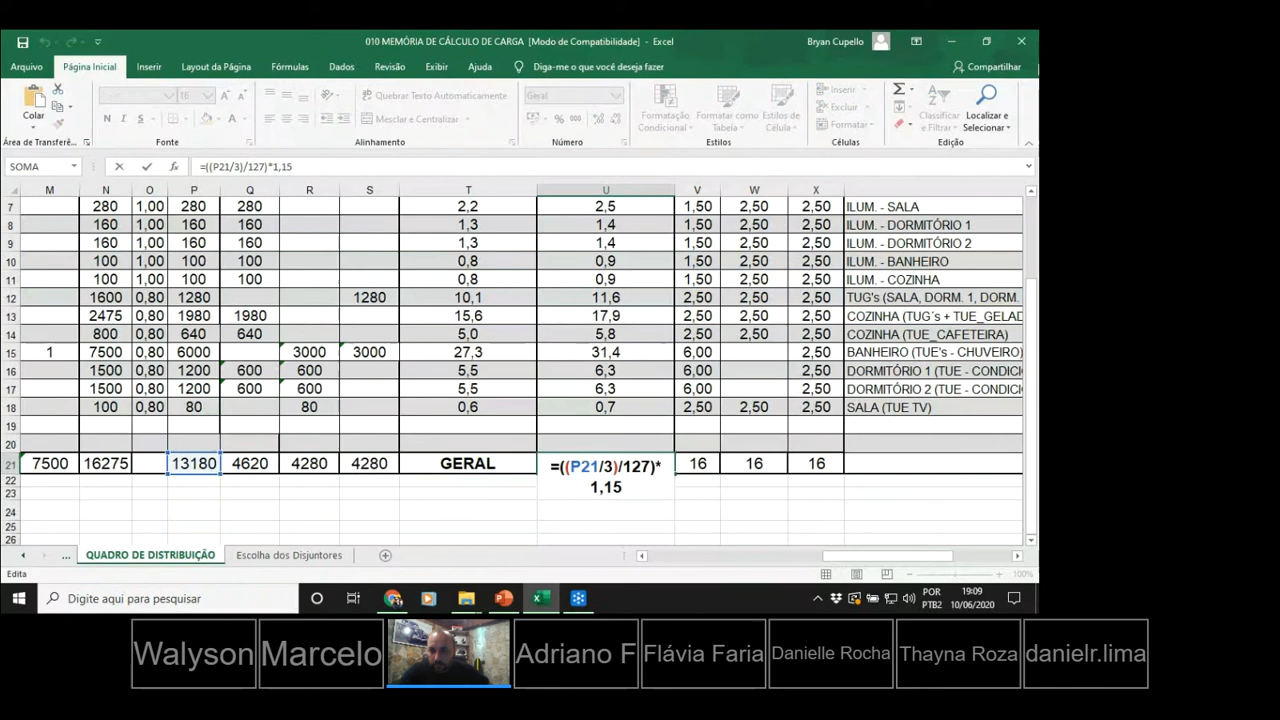 010 MEMÓRIA DE CÁLCULO DE CARGA [Modo de Compatibilidade] - Excel
Bryan Cupello
Arquivo Página Inicial Inserir Layout da Página Fórmulas Dados Revisão Exibir Ajuda Diga-me o que você deseja fazer Compartilhar
Colar
16 A A
Quebrar Texto Automaticamente
Geral
N I S
Mesclar e Centralizar
% 000
Formatação Condicional
Formatar como Tabela
Estilos de Célula
Inserir
Excluir
Formatar
Classificar e Filtrar
Localizar e Selecionar
Área de Transferê... Fonte Alinhamento Número Estilos Células Edição
SOMA fx =((P21/3)/127)*1,15
M N O P Q R S T U V W X
7 280 1,00 280 280 2,2 2,5 1,50 2,50 2,50 ILUM. - SALA
8 160 1,00 160 160 1,3 1,4 1,50 2,50 2,50 ILUM. - DORMITÓRIO 1
9 160 1,00 160 160 1,3 1,4 1,50 2,50 2,50 ILUM. - DORMITÓRIO 2
10 100 1,00 100 100 0,8 0,9 1,50 2,50 2,50 ILUM. - BANHEIRO
11 100 1,00 100 100 0,8 0,9 1,50 2,50 2,50 ILUM. - COZINHA
12 1600 0,80 1280 1280 10,1 11,6 2,50 2,50 2,50 TUG's (SALA, DORM. 1, DORM.
13 2475 0,80 1980 1980 15,6 17,9 2,50 2,50 2,50 COZINHA (TUG´s + TUE_GELAD
14 800 0,80 640 640 5,0 5,8 2,50 2,50 2,50 COZINHA (TUE_CAFETEIRA)
15 1 7500 0,80 6000 3000 3000 27,3 31,4 6,00 2,50 BANHEIRO (TUE's - CHUVEIRO)
16 1500 0,80 1200 600 600 5,5 6,3 6,00 2,50 DORMITÓRIO 1 (TUE - CONDICI
17 1500 0,80 1200 600 600 5,5 6,3 6,00 2,50 DORMITÓRIO 2 (TUE - CONDICI
18 100 0,80 80 80 0,6 0,7 2,50 2,50 2,50 SALA (TUE TV)
19
20
21 7500 16275 13180 4620 4280 4280 GERAL =((P21/3)/127)* 16 16 16
1,15
22
23
24
25
26
... QUADRO DE DISTRIBUIÇÃO Escolha dos Disjuntores
Edita 100%
Digite aqui para pesquisar
POR
PTB2
19:09
10/06/2020
Walyson Marcelo Adriano F Flávia Faria Danielle Rocha Thayna Roza danielr.lima